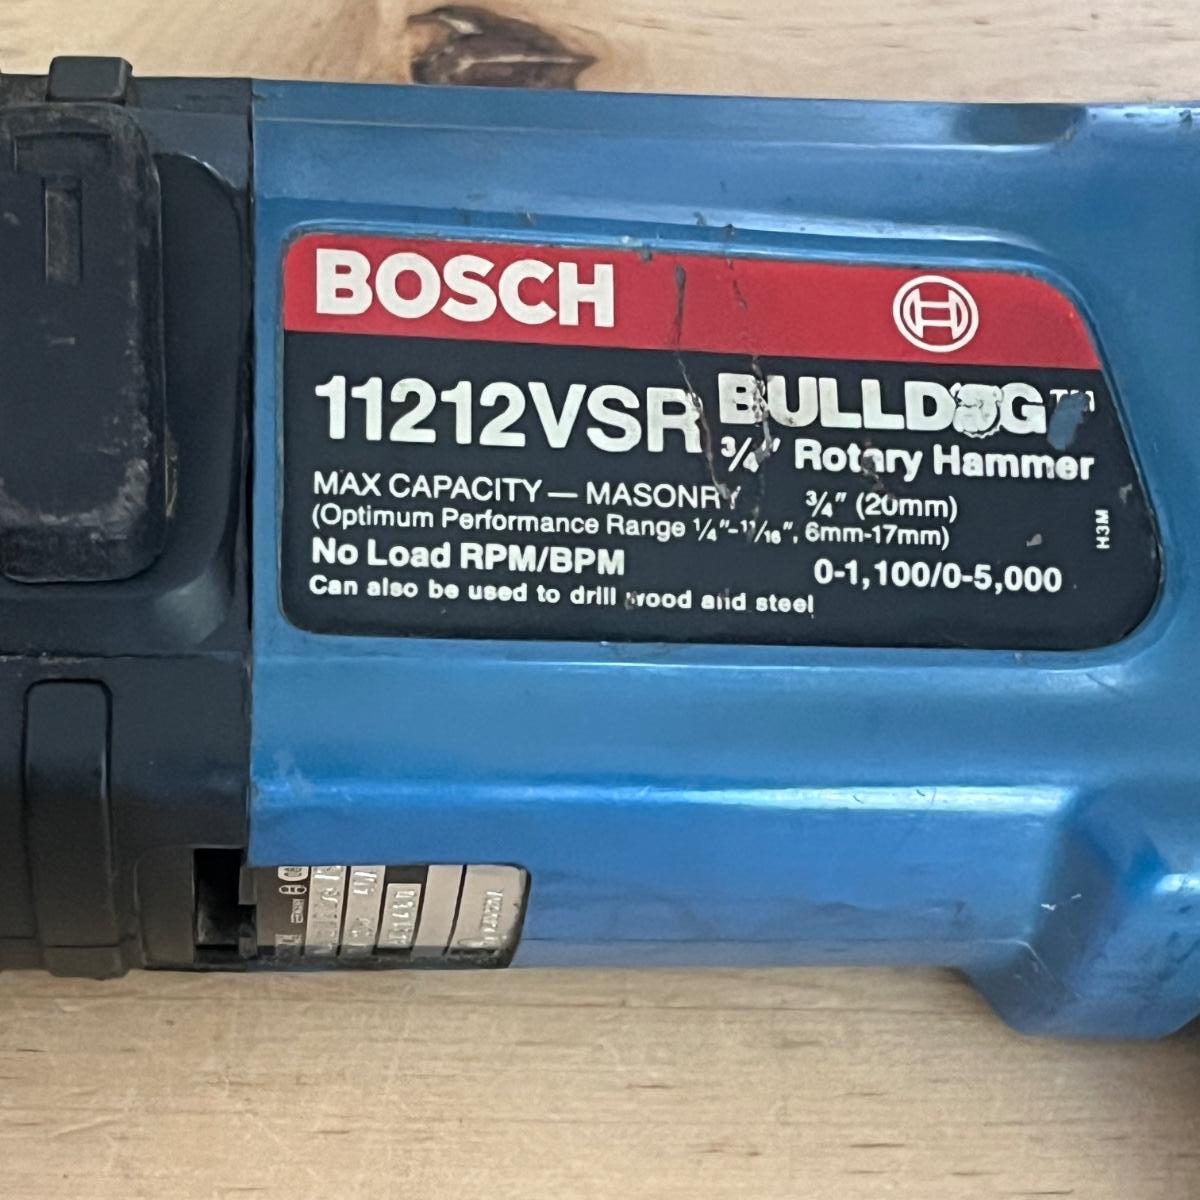 BOSCH
11212VSR BULLDOG™
3/4" Rotary Hammer
MAX CAPACITY — MASONRY 3/4" (20mm)
(Optimum Performance Range 1/4"-11/16", 6mm-17mm)
No Load RPM/BPM 0-1,100/0-5,000
Can also be used to drill wood and steel
H3M